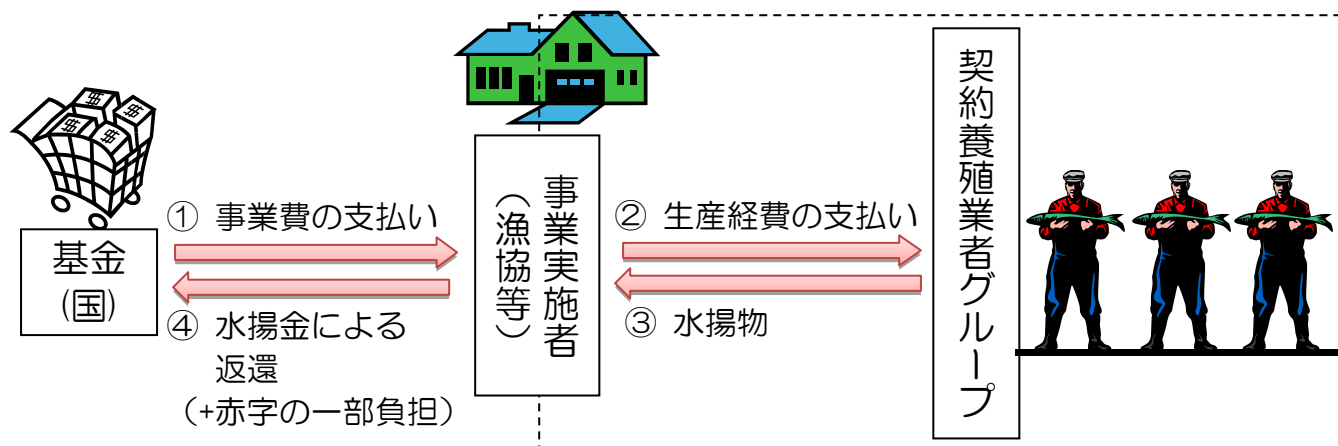 基金
(国)
① 事業費の支払い
④ 水揚金による
返還
(+赤字の一部負担)
事業実施者
(漁協等)
② 生産経費の支払い
③ 水揚物
契約養殖業者グループ
$
$
$
$